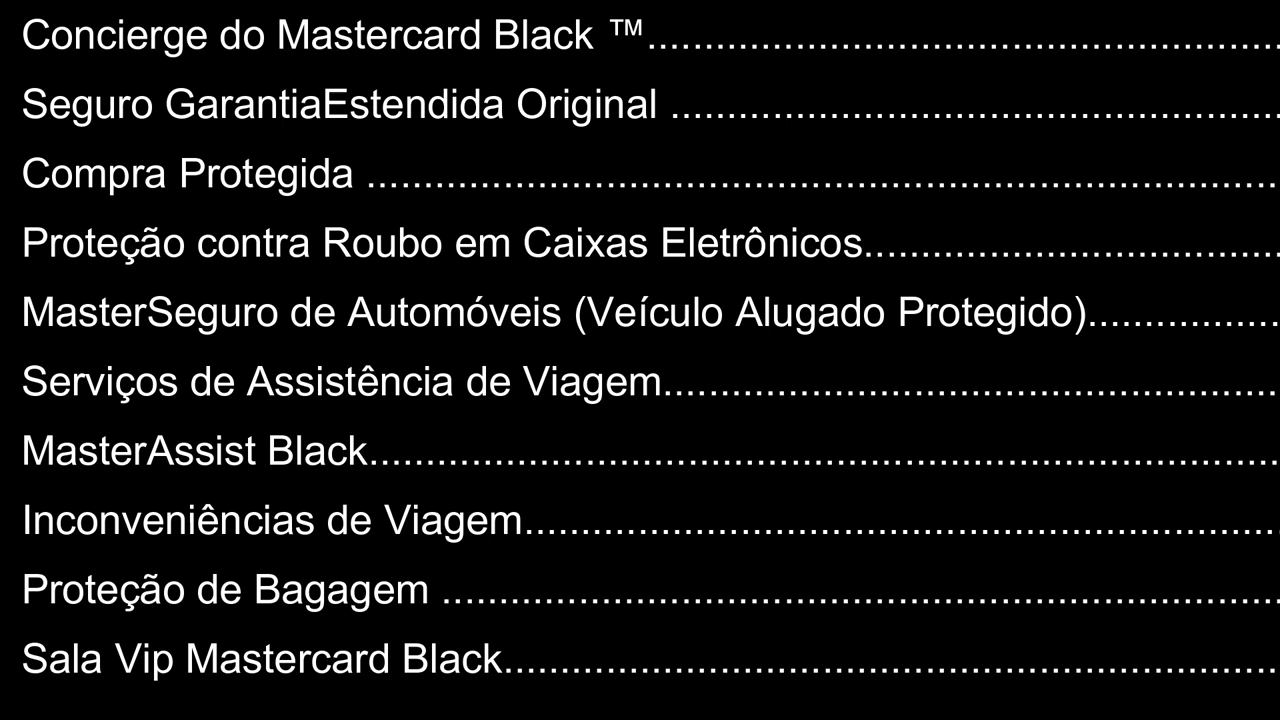 Concierge do Mastercard Black ™........................................................
Seguro GarantiaEstendida Original ......................................................
Compra Protegida ................................................................................
Proteção contra Roubo em Caixas Eletrônicos.....................................
MasterSeguro de Automóveis (Veículo Alugado Protegido).................
Serviços de Assistência de Viagem......................................................
MasterAssist Black................................................................................
Inconveniências de Viagem..................................................................
Proteção de Bagagem .........................................................................
Sala Vip Mastercard Black....................................................................